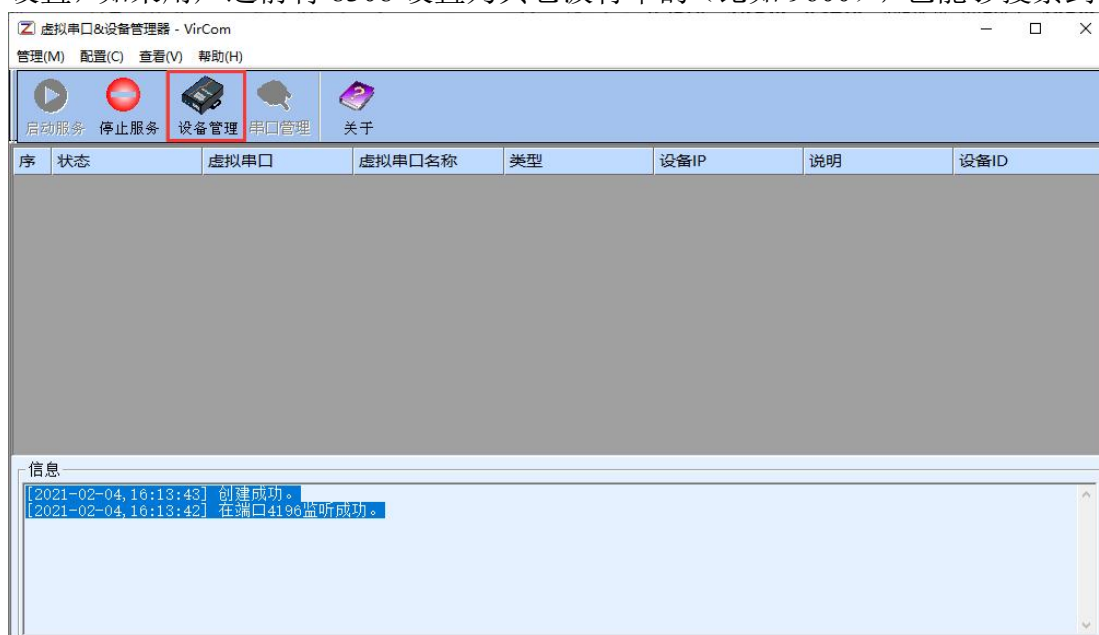 虚拟串口&设备管理器 - VirCom
管理(M) 配置(C) 查看(V) 帮助(H)
启动服务 停止服务 设备管理 串口管理 关于
序 状态 虚拟串口 虚拟串口名称 类型 设备IP 说明 设备ID
信息
[2021-02-04,16:13:43] 创建成功。
[2021-02-04,16:13:42] 在端口4196监听成功。